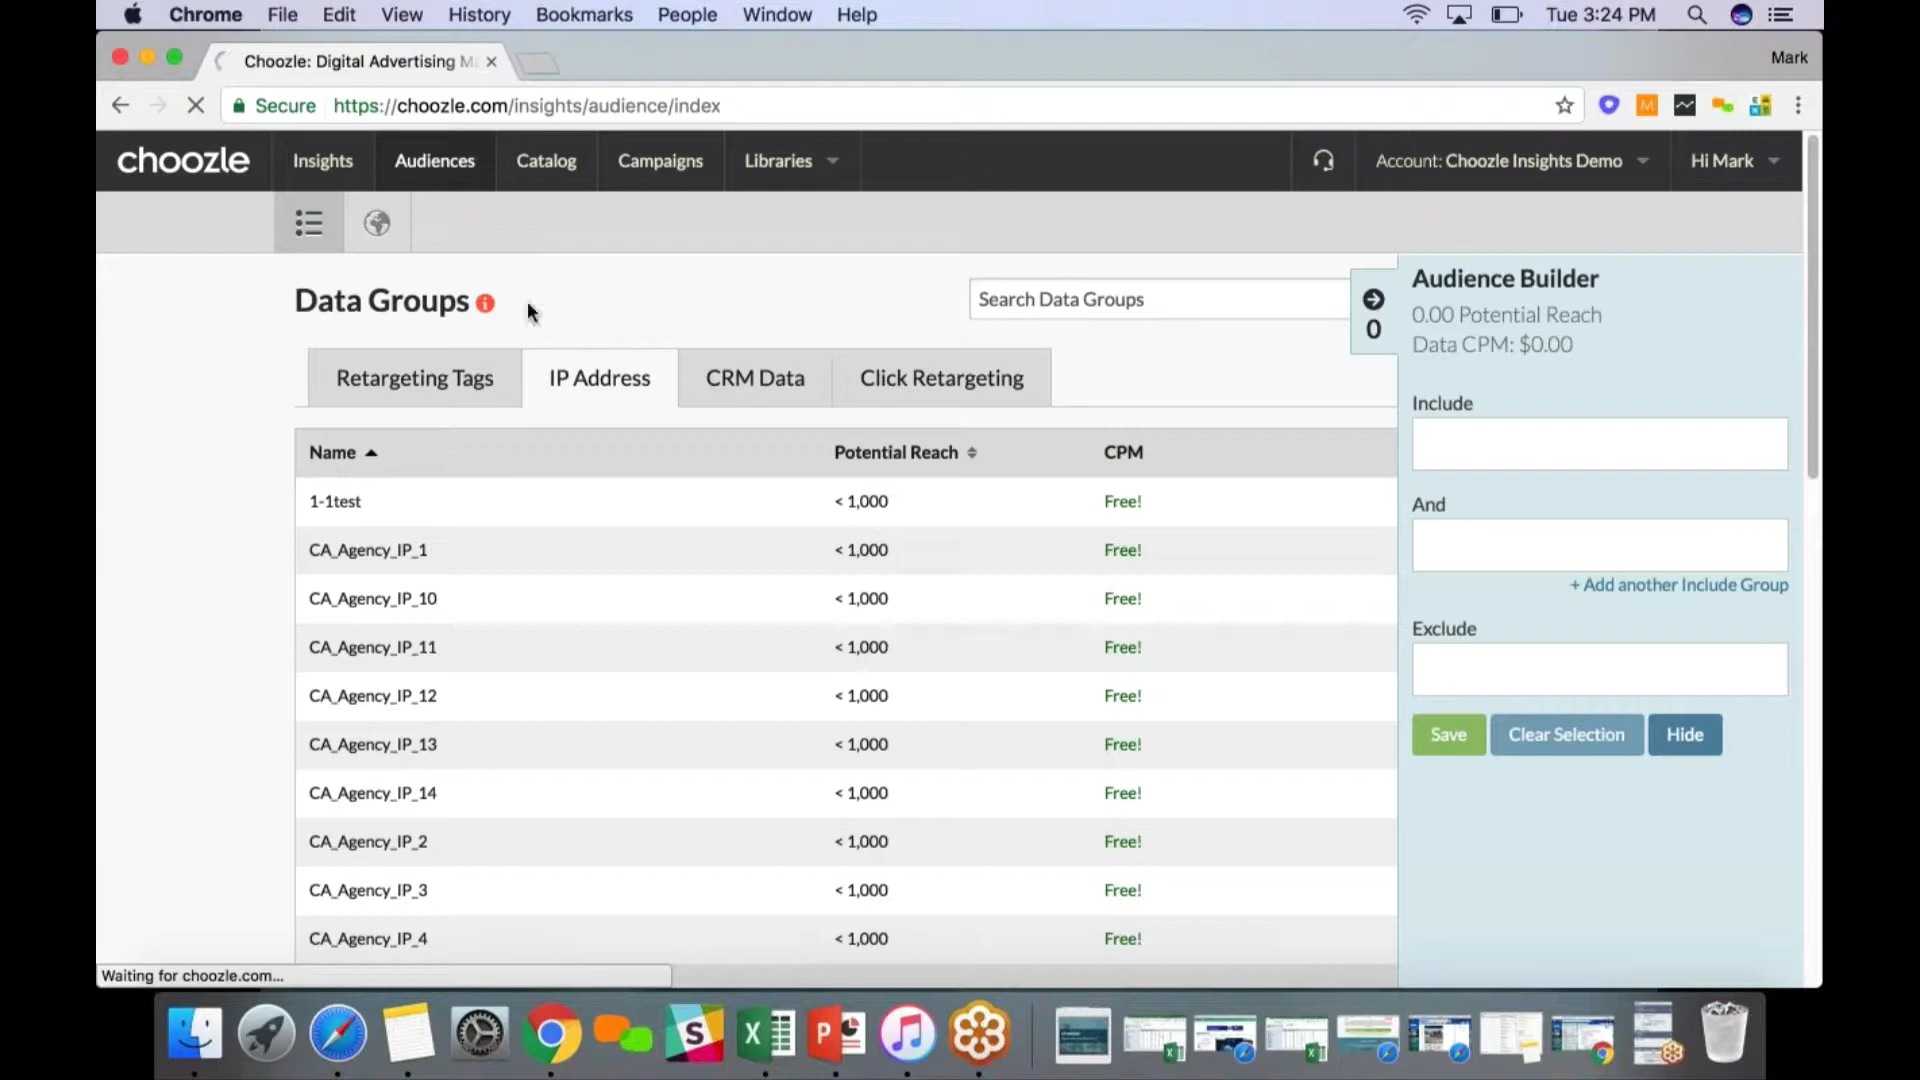 Chrome File Edit View History Bookmarks People Window Help Tue 3:24 PM
Choozle: Digital Advertising Ma Mark
Secure https://choozle.com/insights/audience/index
choozle Insights Audiences Catalog Campaigns Libraries Account: Choozle Insights Demo Hi Mark
Data Groups
Search Data Groups
0
Retargeting Tags IP Address CRM Data Click Retargeting
Name Potential Reach CPM
1-1test < 1,000 Free!
CA_Agency_IP_1 < 1,000 Free!
CA_Agency_IP_10 < 1,000 Free!
CA_Agency_IP_11 < 1,000 Free!
CA_Agency_IP_12 < 1,000 Free!
CA_Agency_IP_13 < 1,000 Free!
CA_Agency_IP_14 < 1,000 Free!
CA_Agency_IP_2 < 1,000 Free!
CA_Agency_IP_3 < 1,000 Free!
CA_Agency_IP_4 < 1,000 Free!
Audience Builder
0.00 Potential Reach
Data CPM: $0.00
Include
And
+ Add another Include Group
Exclude
Save Clear Selection Hide
Waiting for choozle.com...